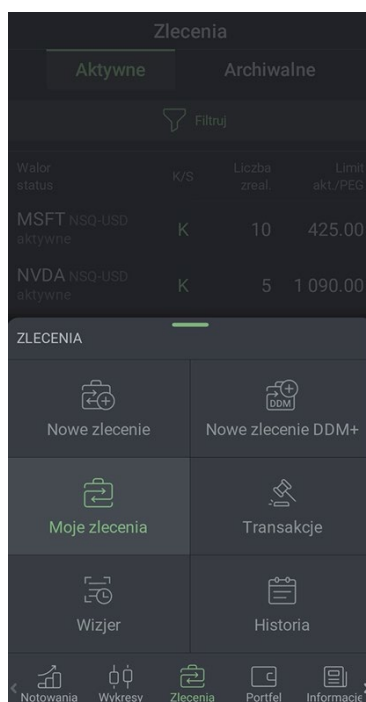 Zlecenia
Aktywne Archiwalne
Filtruj
Walor K/S Liczba Limit
status zreal. akt./PEG
MSFT NSQ-USD K 10 425.00
aktywne
NVDA NSQ-USD K 5 1 090.00
aktywne
ZLECENIA
Nowe zlecenie Nowe zlecenie DDM+
DDM
Moje zlecenia Transakcje
Wizjer Historia
Notowania Wykresy Zlecenia Portfel Informacje